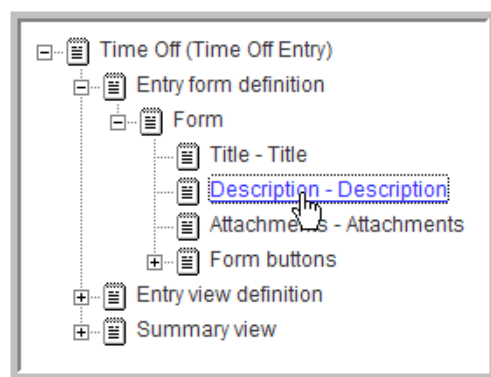 Time Off (Time Off Entry)
Entry form definition
Form
Title - Title
Description - Description
Attachments - Attachments
Form buttons
Entry view definition
Summary view